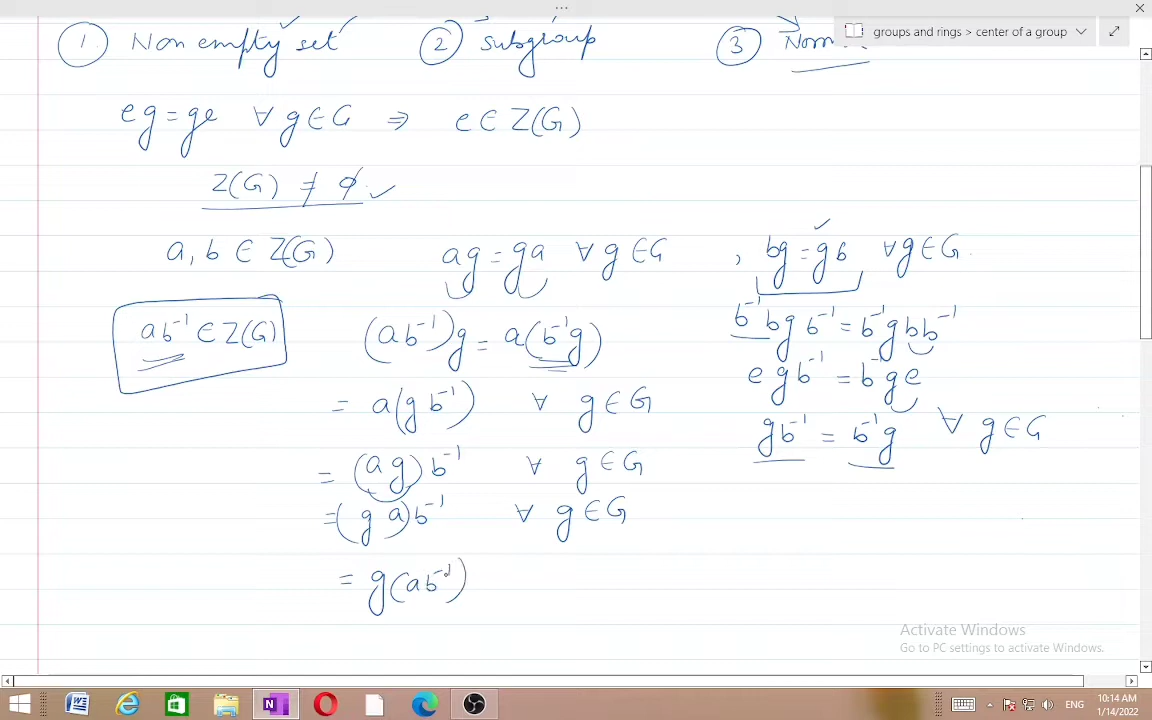 groups and rings > center of a group
① Non empty set ② subgroup ③
eg = ge ∀ g ∈ G ⇒ e ∈ Z(G)
Z(G) ≠ φ ✓
a, b ∈ Z(G) ag = ga ∀ g ∈ G , bg = gb ∀ g ∈ G
ab⁻¹ ∈ Z(G) (ab⁻¹)g = a(b⁻¹g) b⁻¹bgb⁻¹ = b⁻¹gbb⁻¹
egb⁻¹ = b⁻¹ge
= a(gb⁻¹) ∀ g ∈ G
gb⁻¹ = b⁻¹g ∀ g ∈ G
= (ag)b⁻¹ ∀ g ∈ G
= (ga)b⁻¹ ∀ g ∈ G
= g(ab⁻¹)
Activate Windows
Go to PC settings to activate Windows.
ENG
10:14 AM
1/14/2022